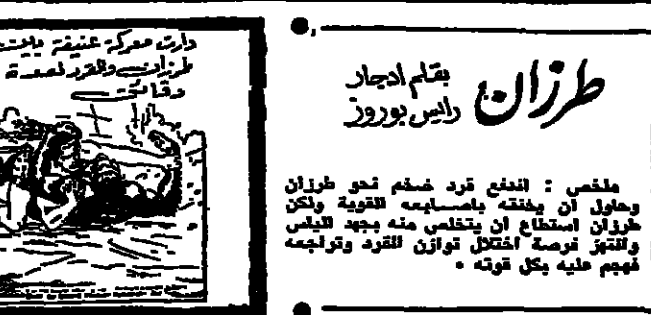 طرزان
بقلم ادجار
رايس بوروز
ملخص : اندفع قرد ضخم نحو طرزان
وحاول ان يخنقه باصابعه القوية ولكن
طرزان استطاع ان يتخلص منه بجهد اليأس
وانتهز فرصة اختلال توازن القرد وتراجعه
فهجم عليه بكل قوته .
دارت معركة عنيفة بين
طرزان والقرد لعدة
دقائق